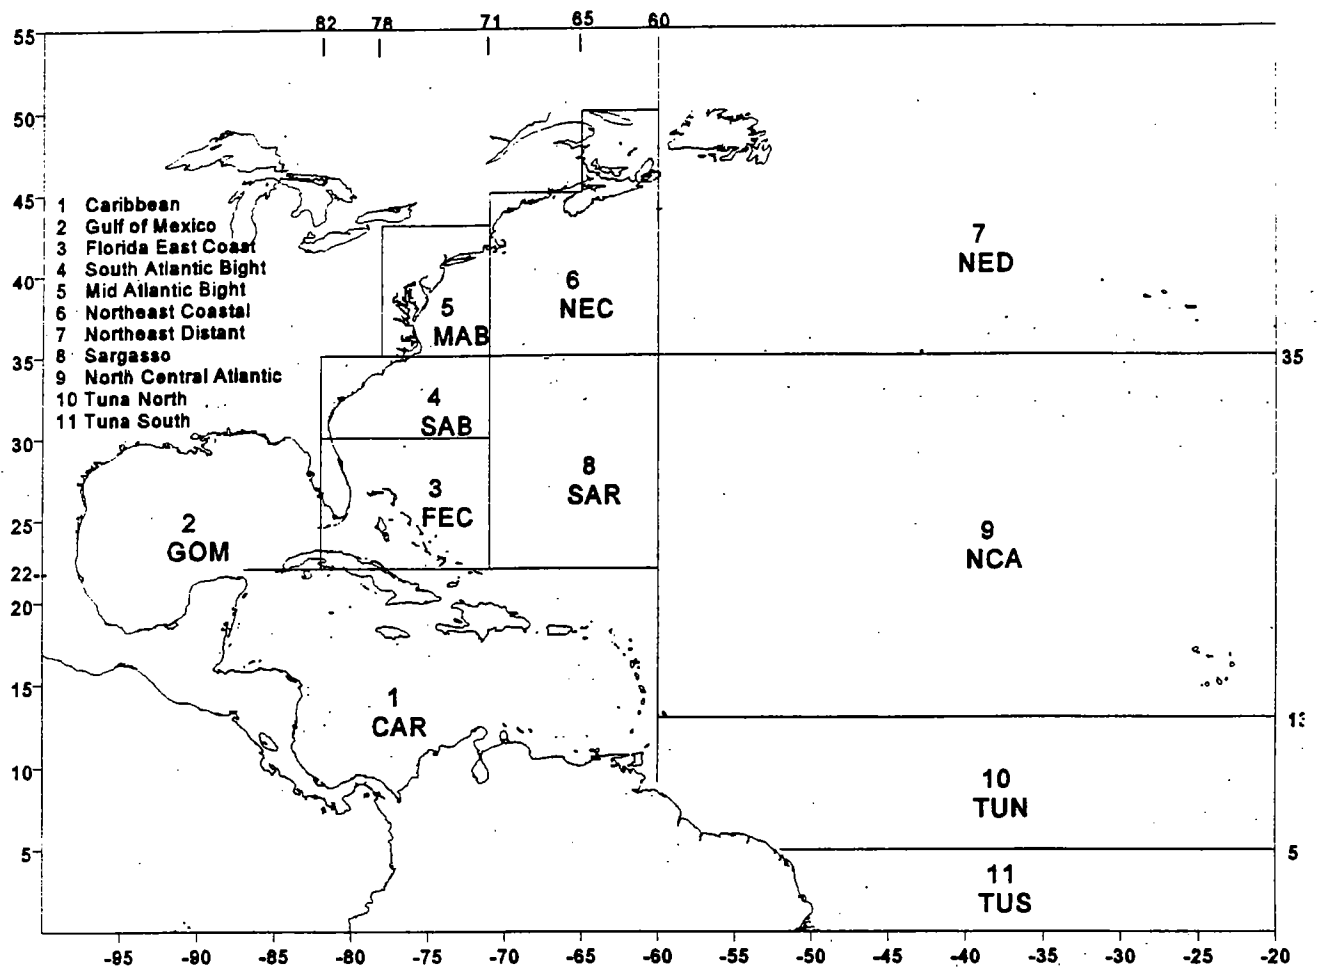 82 78 71 65 60
55
50
45
40
35
30
25
22
20
15
10
5
1 Caribbean
2 Gulf of Mexico
3 Florida East Coast
4 South Atlantic Bight
5 Mid Atlantic Bight
6 Northeast Coastal
7 Northeast Distant
8 Sargasso
9 North Central Atlantic
10 Tuna North
11 Tuna South
7
NED
6
NEC
5
MAB
4
SAB
8
SAR
3
FEC
2
GOM
9
NCA
1
CAR
10
TUN
11
TUS
35
5
-95 -90 -85 -80 -75 -70 -65 -60 -55 -50 -45 -40 -35 -30 -25 -20